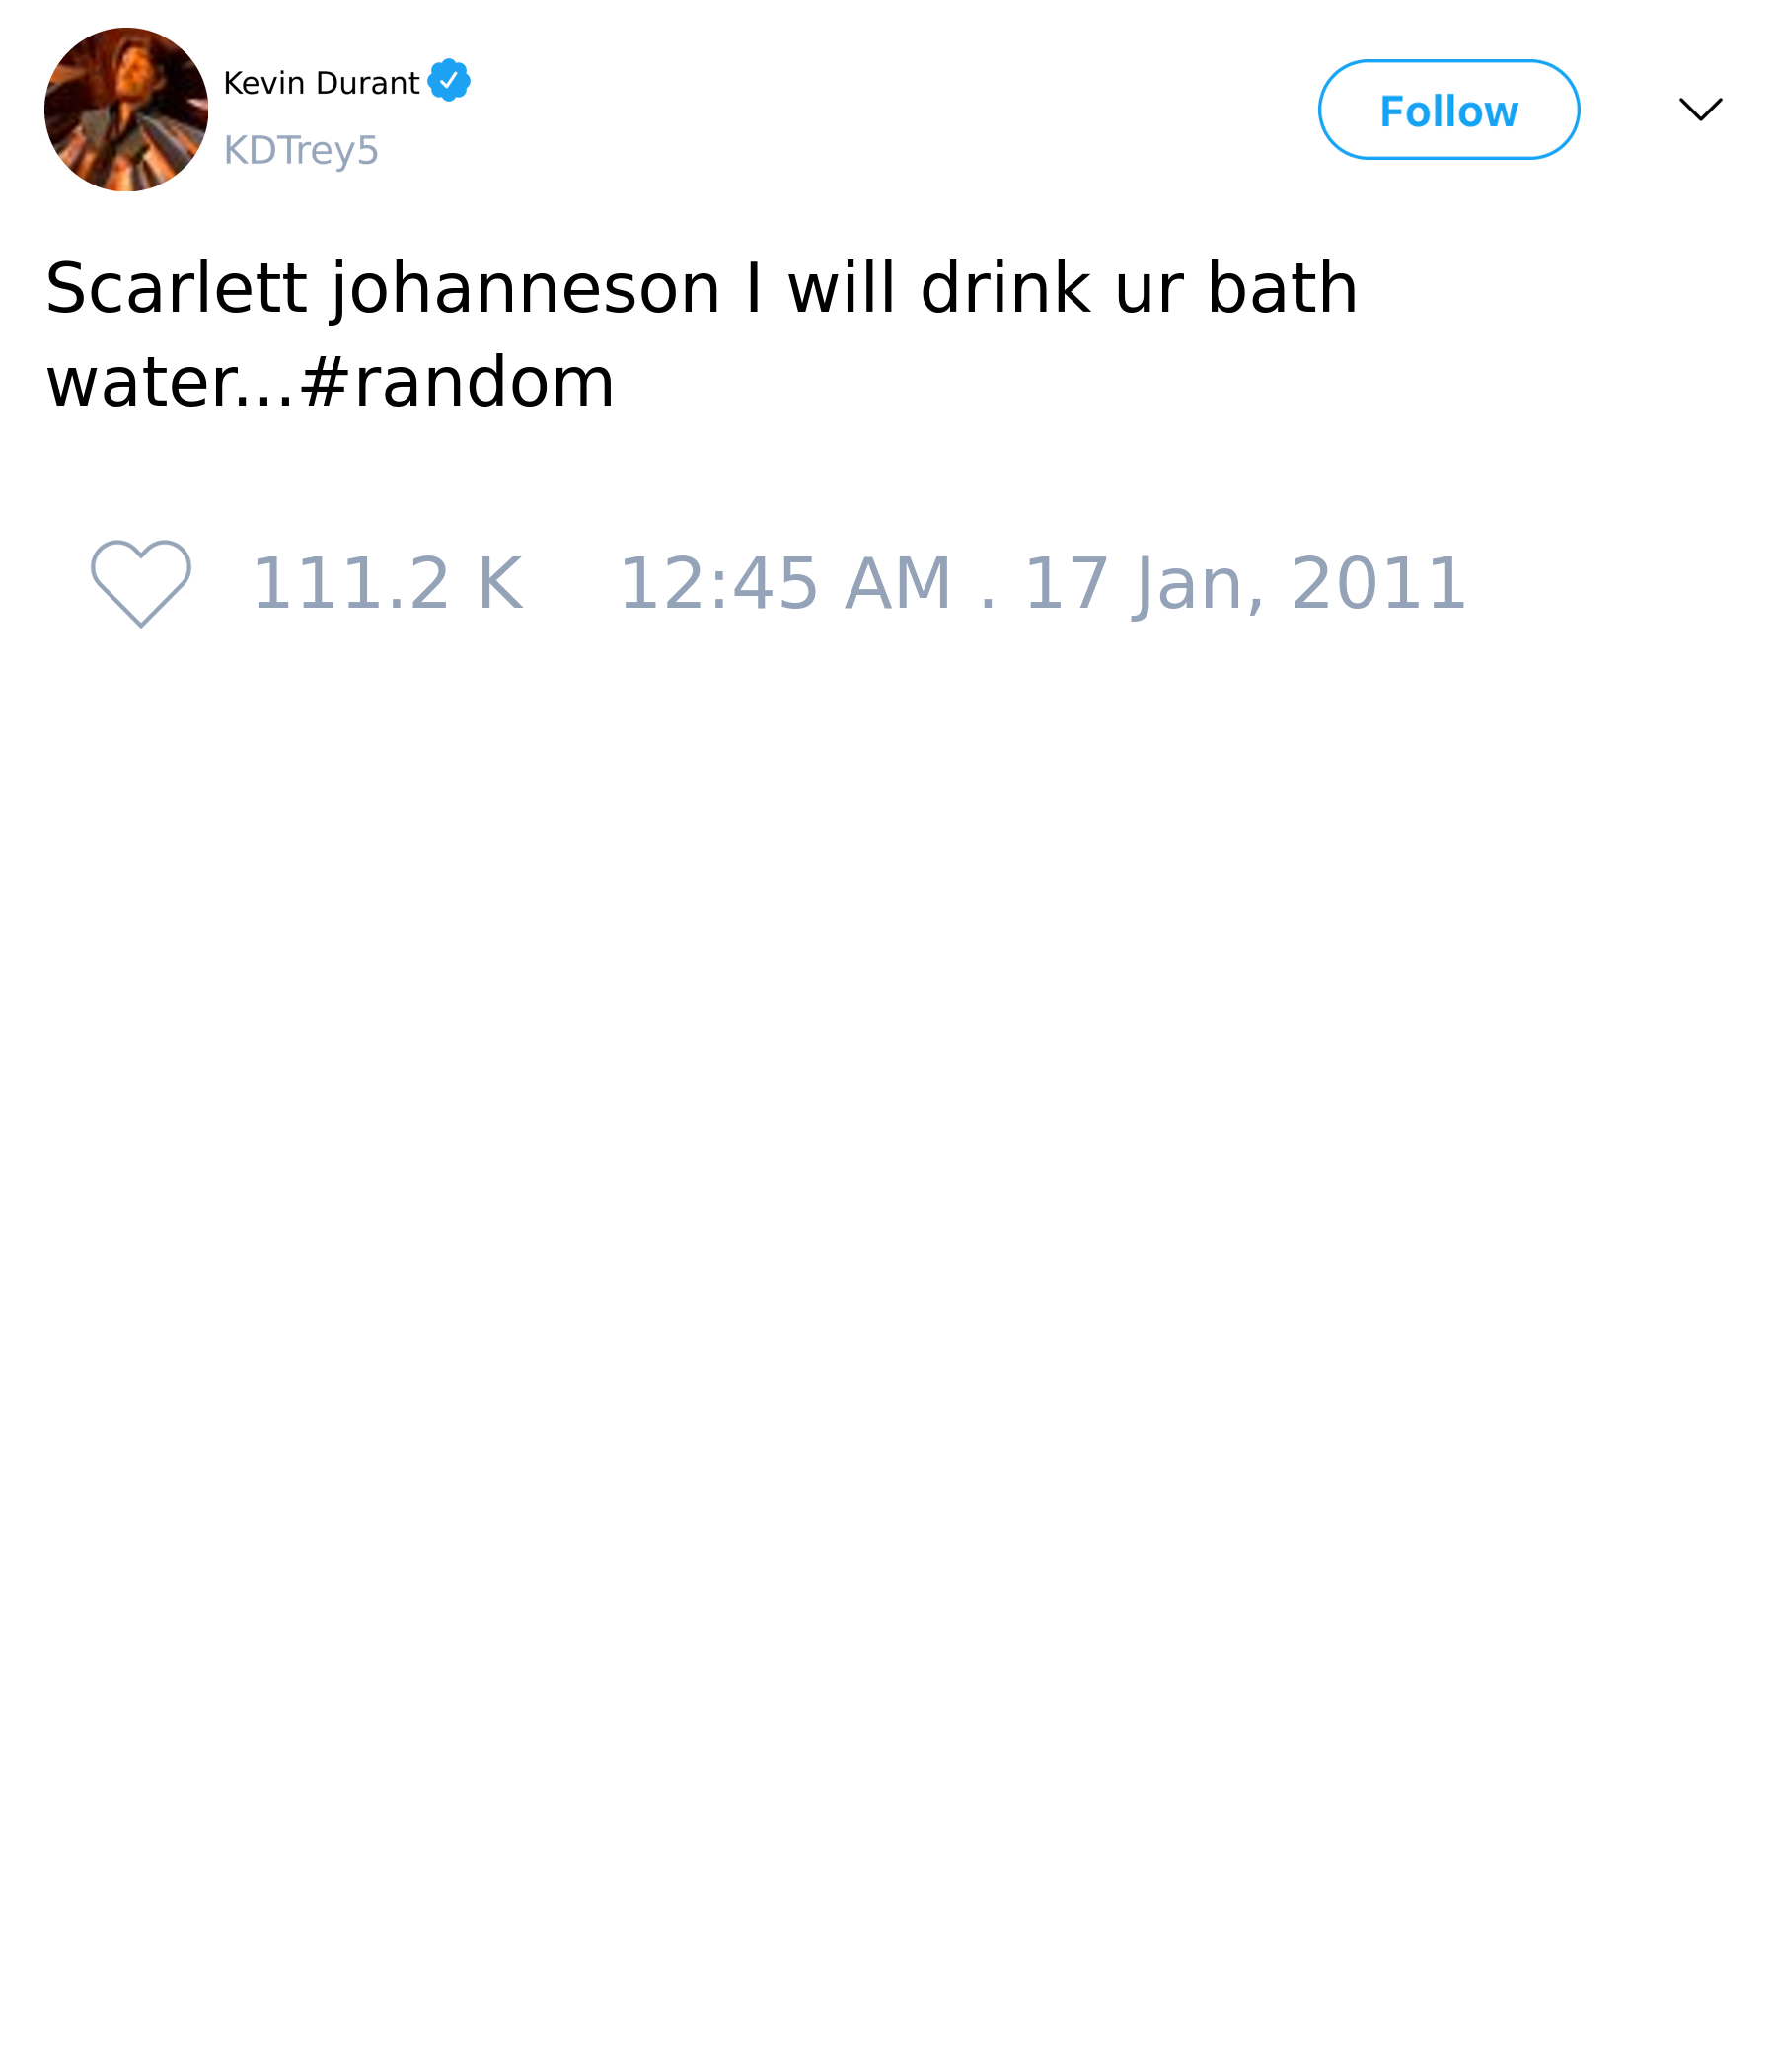 Kevin Durant
KDTrey5
Follow
Scarlett johanneson I will drink ur bath
water...#random
111.2 K 12:45 AM . 17 Jan, 2011